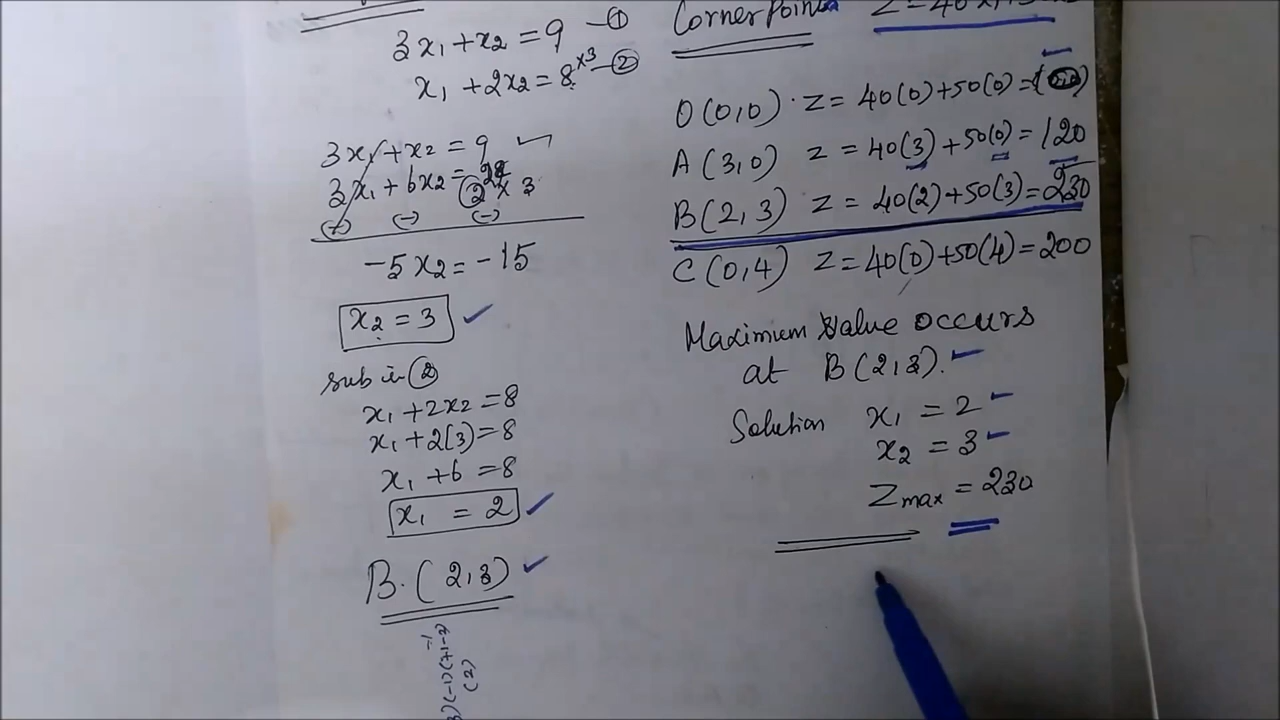 3x₁ + x₂ = 9 —①
x₁ + 2x₂ = 8 ×3 —②
3x₁ + x₂ = 9
3x₁ + 6x₂ = 24
② × 3
(-) (-) (-)
-5x₂ = -15
x₂ = 3 ✓
sub in ②
x₁ + 2x₂ = 8
x₁ + 2(3) = 8
x₁ + 6 = 8
x₁ = 2 ✓
B. (2,3) ✓
Corner Points
O (0,0) . Z = 40(0) + 50(0) =
A (3,0) Z = 40(3) + 50(0) = 120
B (2,3) Z = 40(2) + 50(3) = 230
C (0,4) Z = 40(0) + 50(4) = 200
Maximum Value occurs
at B (2,3).
Solution x₁ = 2
x₂ = 3
Zmax = 230